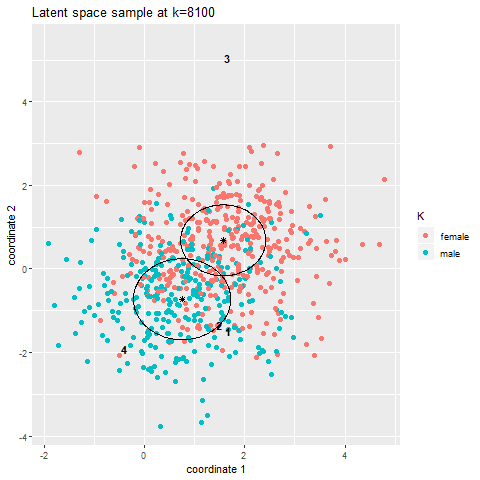 Latent space sample at k=8100
3
4
2
0
-2
-4
coordinate 2
2
1
4
-2
0
2
4
coordinate 1
K
female
male